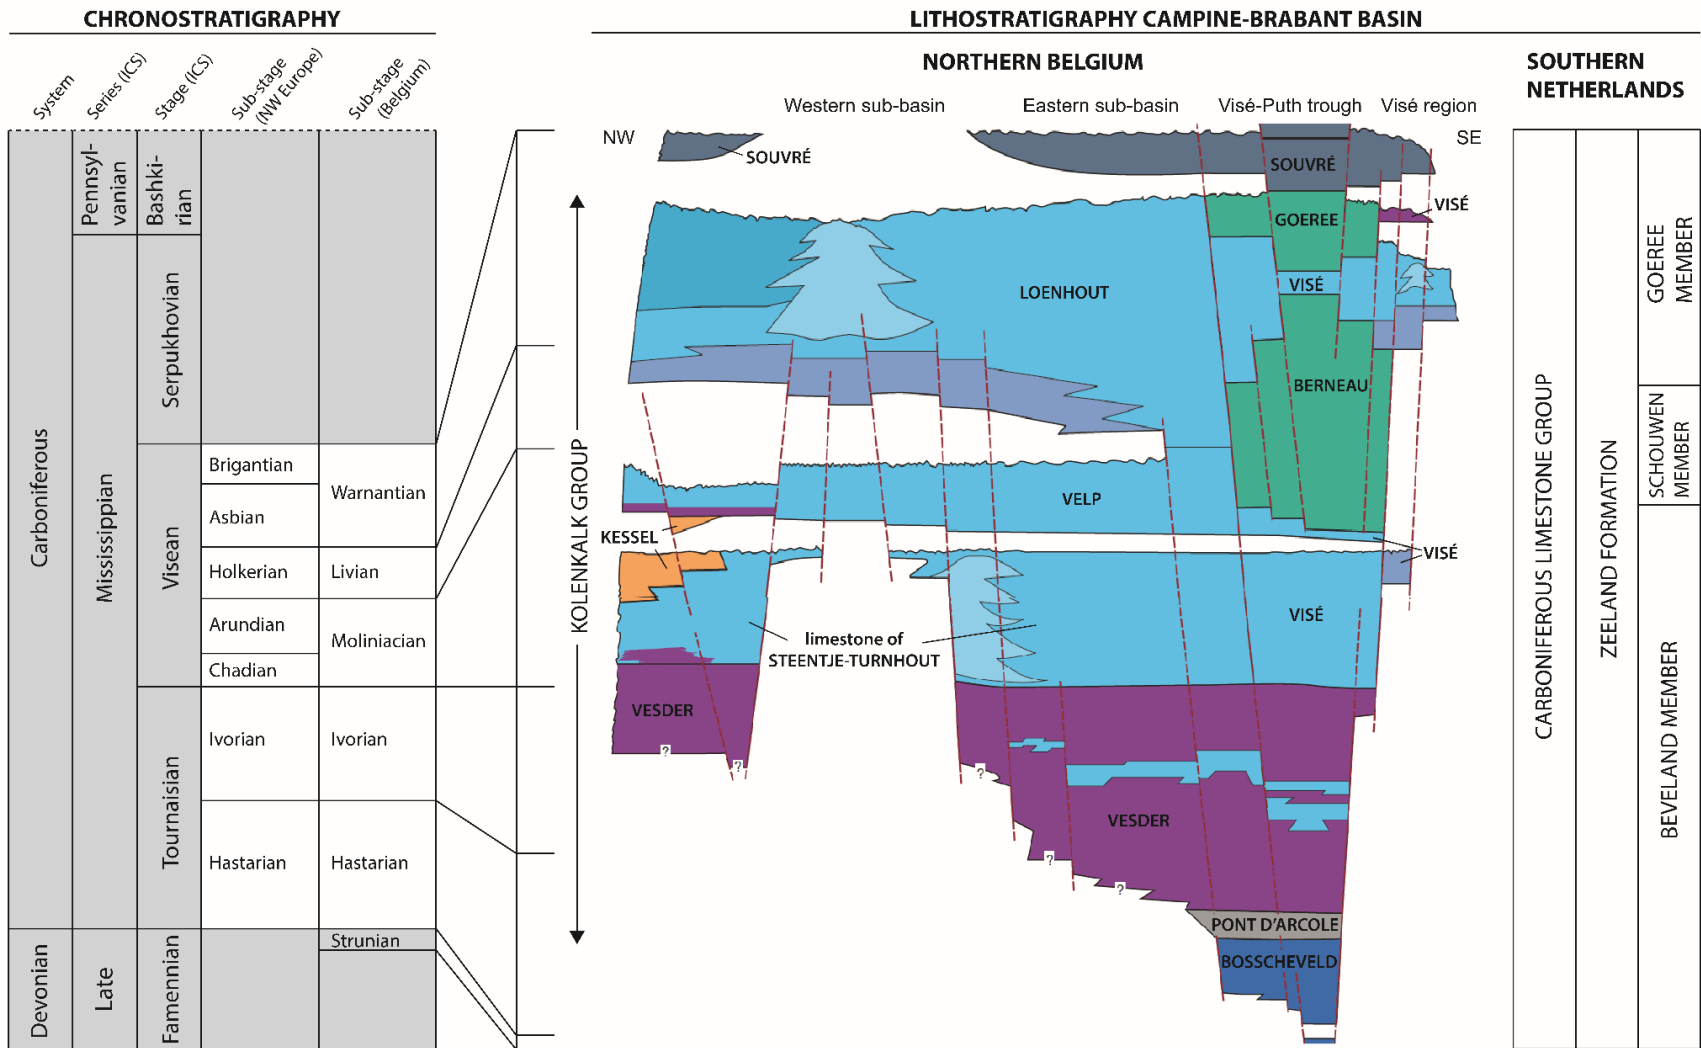 CHRONOSTRATIGRAPHY
System
Series (ICS)
Stage (ICS)
Sub-stage
(NW Europe)
Sub-stage
(Belgium)
Carboniferous
Devonian
Pennsyl-
vanian
Mississippian
Late
Bashki-
rian
Serpukhovian
Visean
Tournaisian
Famennian
Brigantian
Asbian
Holkerian
Arundian
Chadian
Ivorian
Hastarian
Warnantian
Livian
Moliniacian
Ivorian
Hastarian
Strunian
LITHOSTRATIGRAPHY CAMPINE-BRABANT BASIN
NORTHERN BELGIUM
Western sub-basin
Eastern sub-basin
Visé-Puth trough
Visé region
NW
SE
KOLENKALK GROUP
SOUVRÉ
SOUVRÉ
VISÉ
GOEREE
VISÉ
LOENHOUT
BERNEAU
VELP
KESSEL
VISÉ
VISÉ
limestone of
STEENTJE-TURNHOUT
VESDER
?
?
?
VESDER
?
?
PONT D'ARCOLE
BOSSCHEVELD
SOUTHERN
NETHERLANDS
CARBONIFEROUS LIMESTONE GROUP
ZEELAND FORMATION
GOEREE
MEMBER
SCHOUWEN
MEMBER
BEVELAND MEMBER